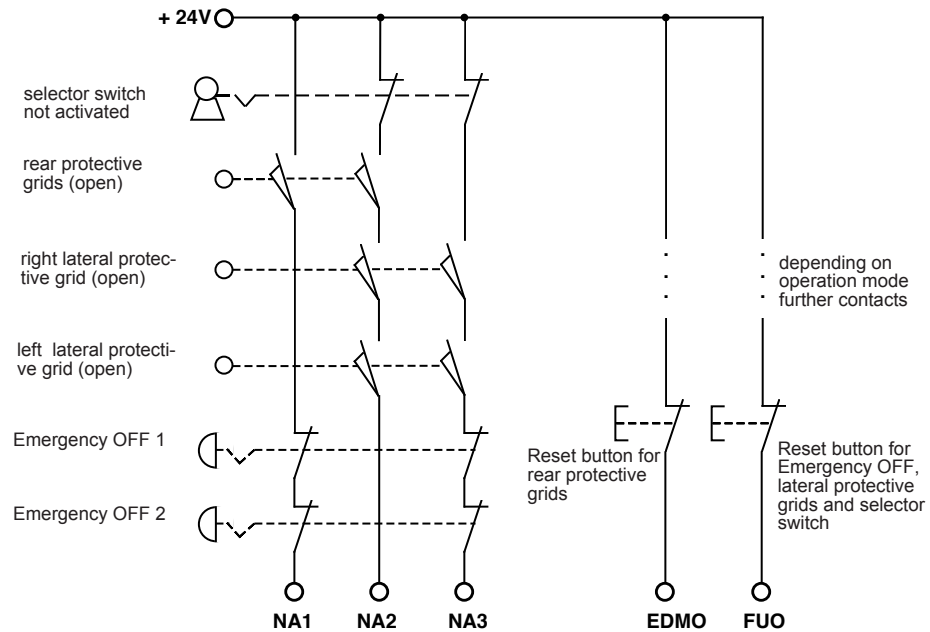 + 24V
selector switch
not activated
rear protective
grids (open)
right lateral protec-
tive grid (open)
depending on
operation mode
further contacts
left lateral protecti-
ve grid (open)
Emergency OFF 1
Reset button for
rear protective
grids
Reset button for
Emergency OFF,
lateral protective
grids and selector
switch
Emergency OFF 2
NA1
NA2
NA3
EDMO
FUO